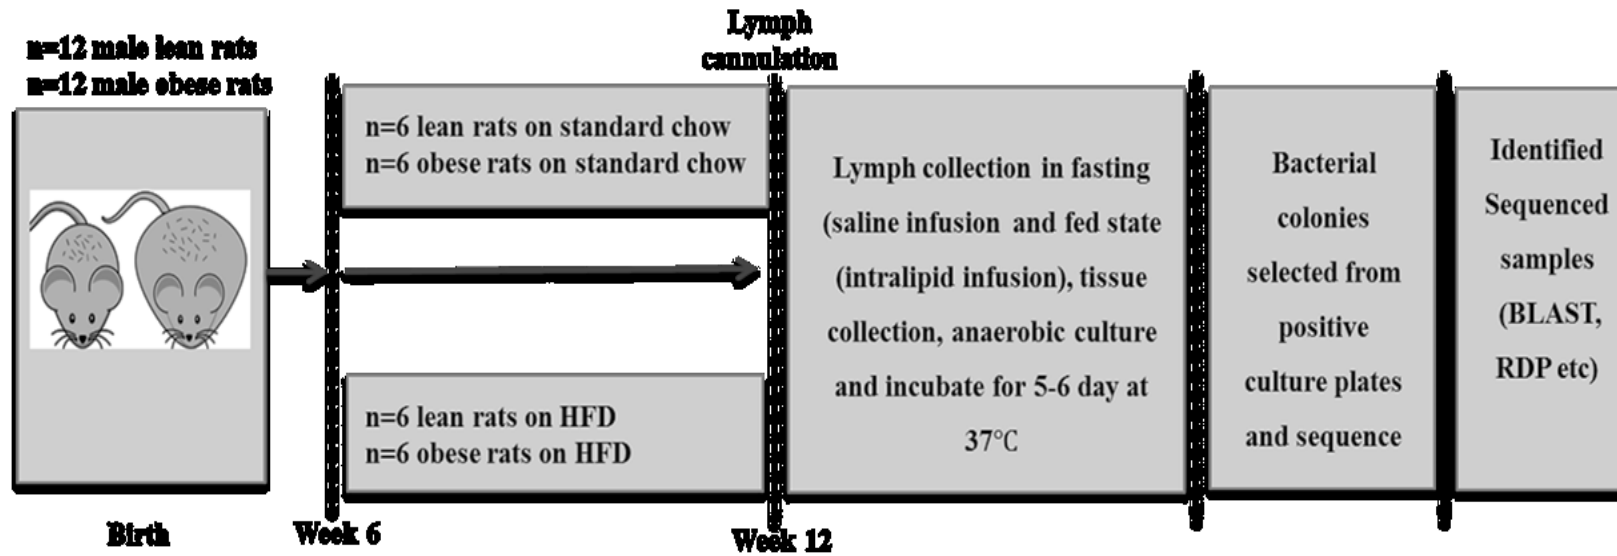 n=12 male lean rats
n=12 male obese rats
Birth
Week 6
n=6 lean rats on standard chow
n=6 obese rats on standard chow
n=6 lean rats on HFD
n=6 obese rats on HFD
Lymph
cannulation
Week 12
Lymph collection in fasting
(saline infusion and fed state
(intralipid infusion), tissue
collection, anaerobic culture
and incubate for 5-6 day at
37°C
Bacterial
colonies
selected from
positive
culture plates
and sequence
Identified
Sequenced
samples
(BLAST,
RDP etc)